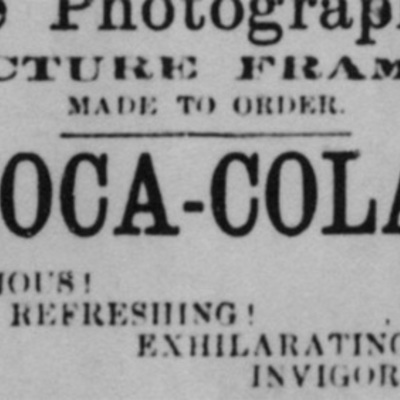 e Photograp
CTURE FRAM
MADE TO ORDER.
OCA-COLA
IOUS!
REFRESHING!
EXHILARATING
INVIGOR